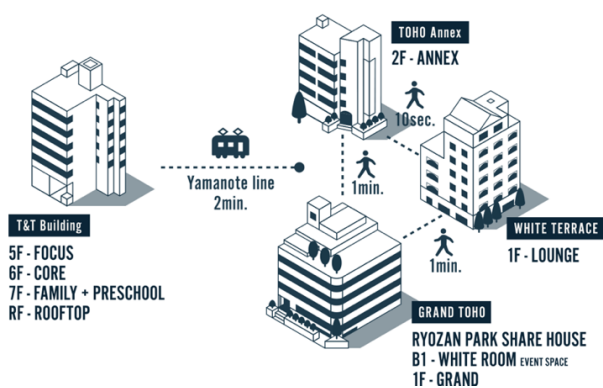 TOHO Annex
2F - ANNEX
10sec.
Yamanote line
2min.
1min.
T&T Building
5F - FOCUS
6F - CORE
7F - FAMILY + PRESCHOOL
RF - ROOFTOP
WHITE TERRACE
1F - LOUNGE
1min.
GRAND TOHO
RYOZAN PARK SHARE HOUSE
B1 - WHITE ROOM EVENT SPACE
1F - GRAND